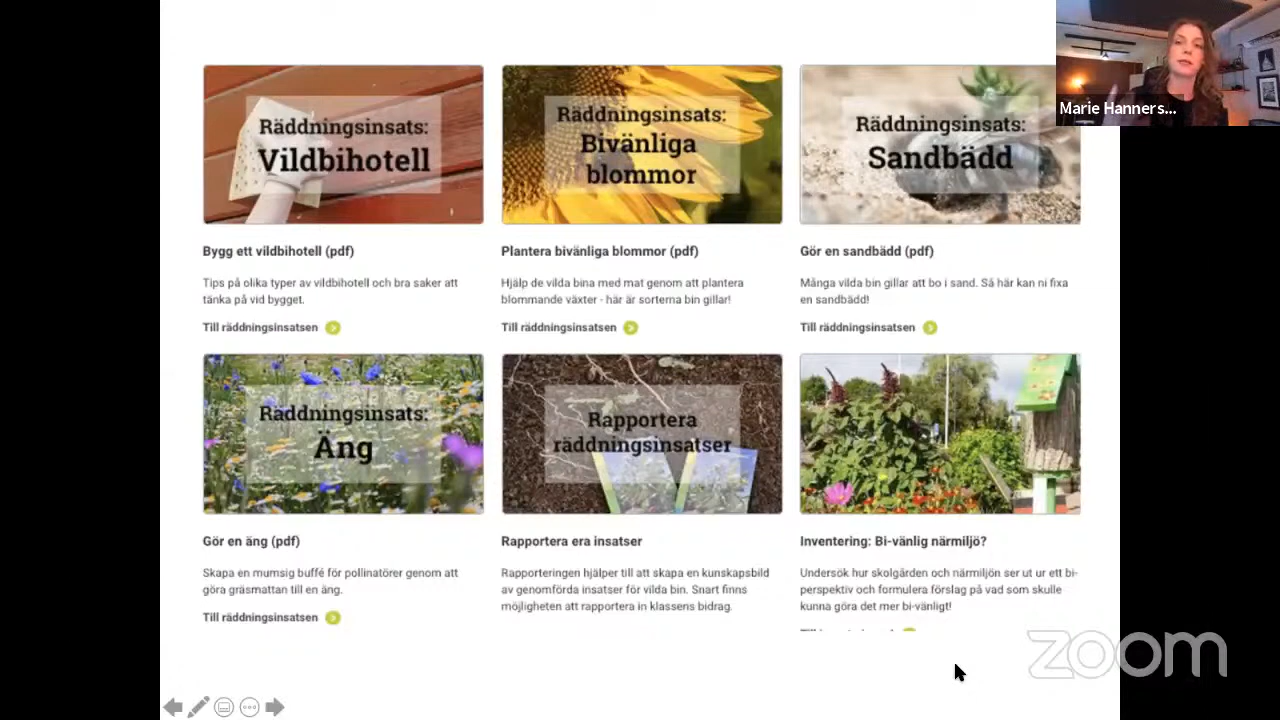 Marie Hanners...
Räddningsinsats:
Vildbihotell
Räddningsinsats:
Bivänliga
blommor
Räddningsinsats:
Sandbädd
Bygg ett vildbihotell (pdf)
Tips på olika typer av vildbihotell och bra saker att
tänka på vid bygget.
Till räddningsinsatsen
Plantera bivänliga blommor (pdf)
Hjälp de vilda bina med mat genom att plantera
blommande växter - här är sorterna bin gillar!
Till räddningsinsatsen
Gör en sandbädd (pdf)
Många vilda bin gillar att bo i sand. Så här kan ni fixa
en sandbädd!
Till räddningsinsatsen
Räddningsinsats:
Äng
Rapportera
räddningsinsatser
Gör en äng (pdf)
Skapa en mumsig buffé för pollinatörer genom att
göra gräsmattan till en äng.
Till räddningsinsatsen
Rapportera era insatser
Rapporteringen hjälper till att skapa en kunskapsbild
av genomförda insatser för vilda bin. Snart finns
möjligheten att rapportera in klassens bidrag.
Inventering: Bi-vänlig närmiljö?
Undersök hur skolgården och närmiljön ser ut ur ett bi-
perspektiv och formulera förslag på vad som skulle
kunna göra det mer bi-vänligt!
zoom